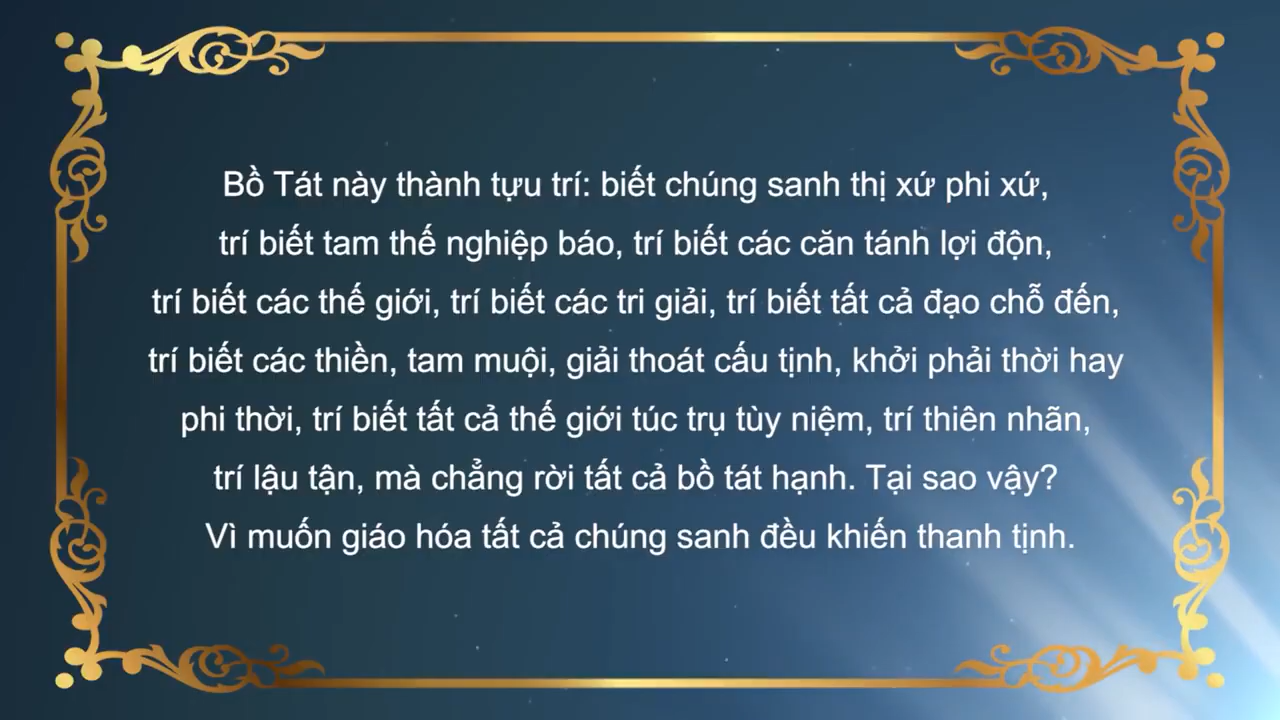 Bồ Tát này thành tựu trí: biết chúng sanh thị xứ phi xứ,
trí biết tam thế nghiệp báo, trí biết các căn tánh lợi độn,
trí biết các thế giới, trí biết các tri giải, trí biết tất cả đạo chỗ đến,
trí biết các thiền, tam muội, giải thoát cấu tịnh, khởi phải thời hay
phi thời, trí biết tất cả thế giới túc trụ tùy niệm, trí thiên nhãn,
trí lậu tận, mà chẳng rời tất cả bồ tát hạnh. Tại sao vậy?
Vì muốn giáo hóa tất cả chúng sanh đều khiến thanh tịnh.